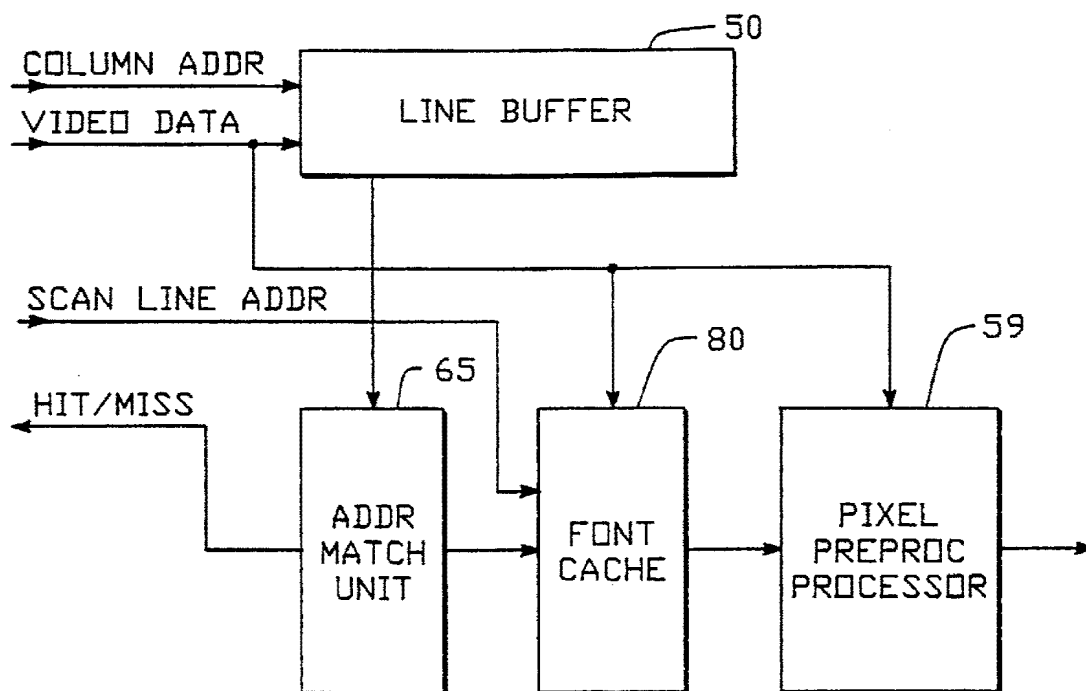 50
COLUMN ADDR
LINE BUFFER
VIDEO DATA
SCAN LINE ADDR
80
59
65
HIT/MISS
ADDR
MATCH
UNIT
FONT
CACHE
PIXEL
PREPROC
PROCESSOR